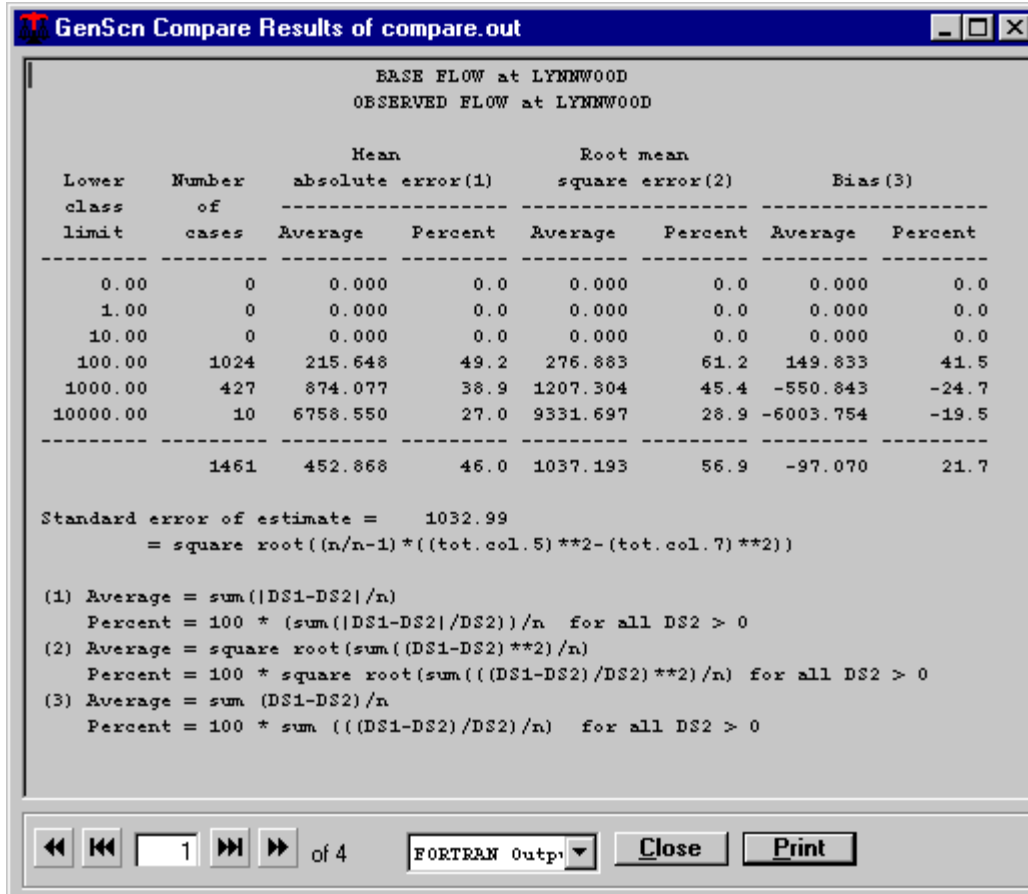 GenScn Compare Results of compare.out
BASE FLOW at LYNNWOOD
OBSERVED FLOW at LYNNWOOD
Mean Root mean
Lower Number absolute error(1) square error(2) Bias(3)
class of ------------------- ------------------- -------------------
limit cases Average Percent Average Percent Average Percent
--------- --------- --------- --------- --------- --------- --------- ---------
0.00 0 0.000 0.0 0.000 0.0 0.000 0.0
1.00 0 0.000 0.0 0.000 0.0 0.000 0.0
10.00 0 0.000 0.0 0.000 0.0 0.000 0.0
100.00 1024 215.648 49.2 276.883 61.2 149.833 41.5
1000.00 427 874.077 38.9 1207.304 45.4 -550.843 -24.7
10000.00 10 6758.550 27.0 9331.697 28.9 -6003.754 -19.5
--------- --------- --------- --------- --------- --------- --------- ---------
1461 452.868 46.0 1037.193 56.9 -97.070 21.7
Standard error of estimate = 1032.99
= square root((n/n-1)*((tot.col.5)**2-(tot.col.7)**2))
(1) Average = sum(|DS1-DS2|/n)
Percent = 100 * (sum(|DS1-DS2|/DS2))/n for all DS2 > 0
(2) Average = square root(sum((DS1-DS2)**2)/n)
Percent = 100 * square root(sum(((DS1-DS2)/DS2)**2)/n) for all DS2 > 0
(3) Average = sum (DS1-DS2)/n
Percent = 100 * sum (((DS1-DS2)/DS2)/n) for all DS2 > 0
1 of 4 FORTRAN Outp Close Print